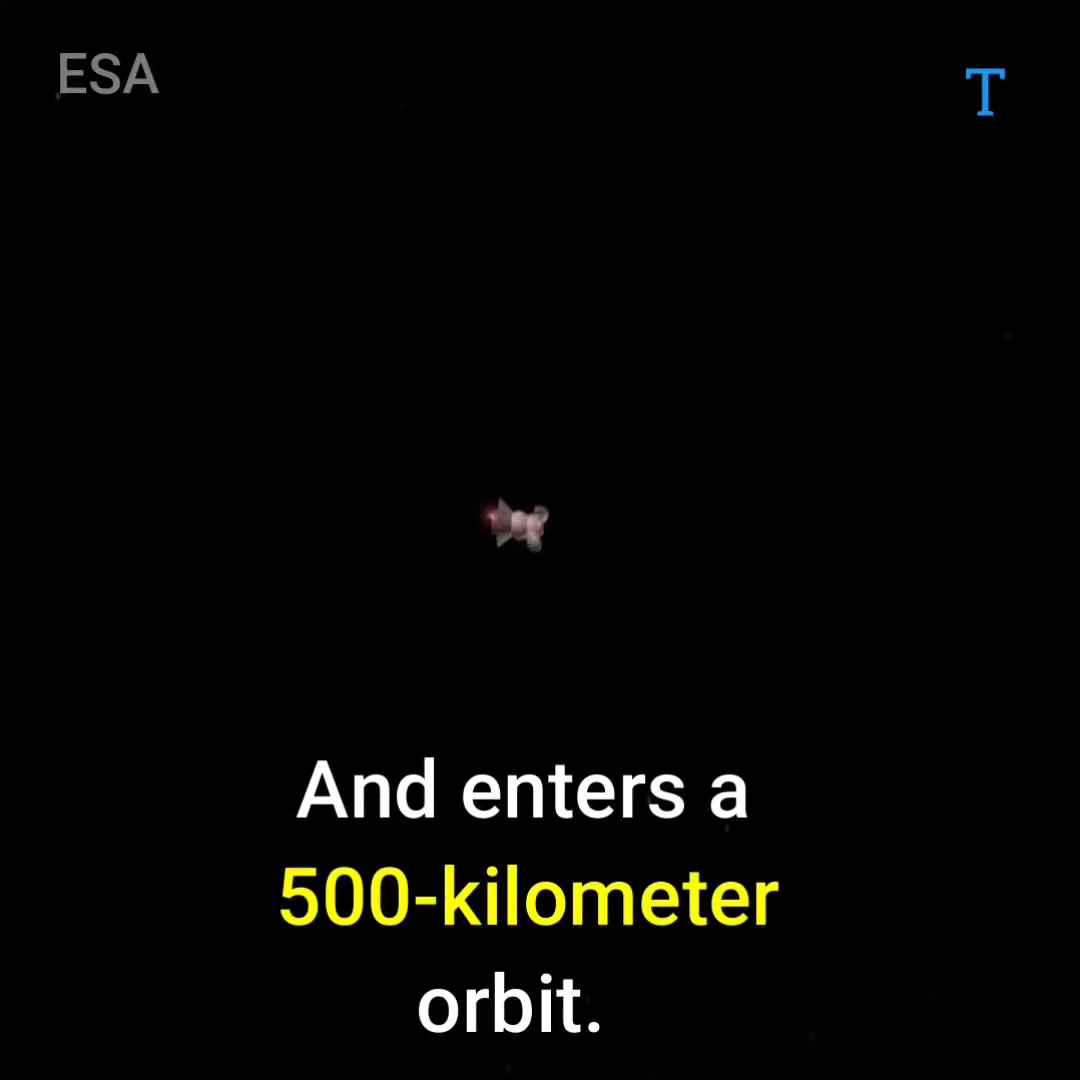 ESA
T
And enters a
500-kilometer
orbit.